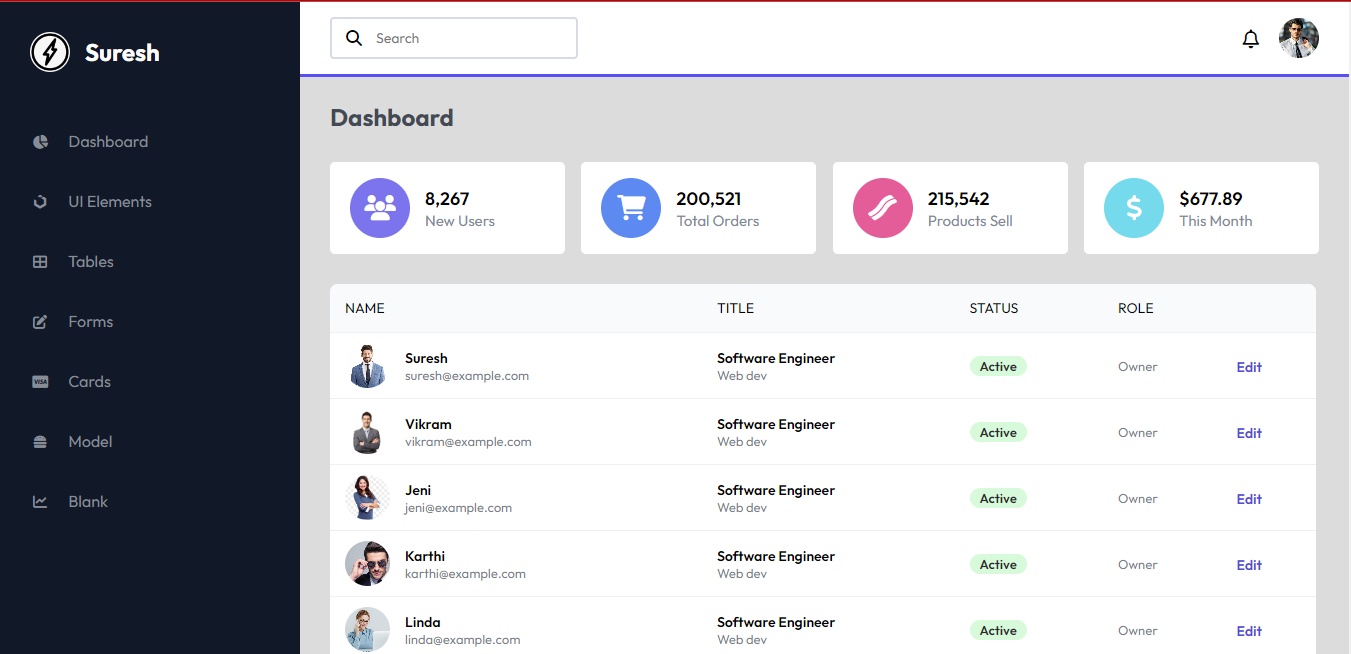 Suresh
Search
Dashboard
UI Elements
Tables
Forms
Cards
Model
Blank
Dashboard
8,267
New Users
200,521
Total Orders
215,542
Products Sell
$677.89
This Month
NAME TITLE STATUS ROLE
Suresh Software Engineer
suresh@example.com Web dev Active Owner Edit
Vikram Software Engineer
vikram@example.com Web dev Active Owner Edit
Jeni Software Engineer
jeni@example.com Web dev Active Owner Edit
Karthi Software Engineer
karthi@example.com Web dev Active Owner Edit
Linda Software Engineer
linda@example.com Web dev Active Owner Edit